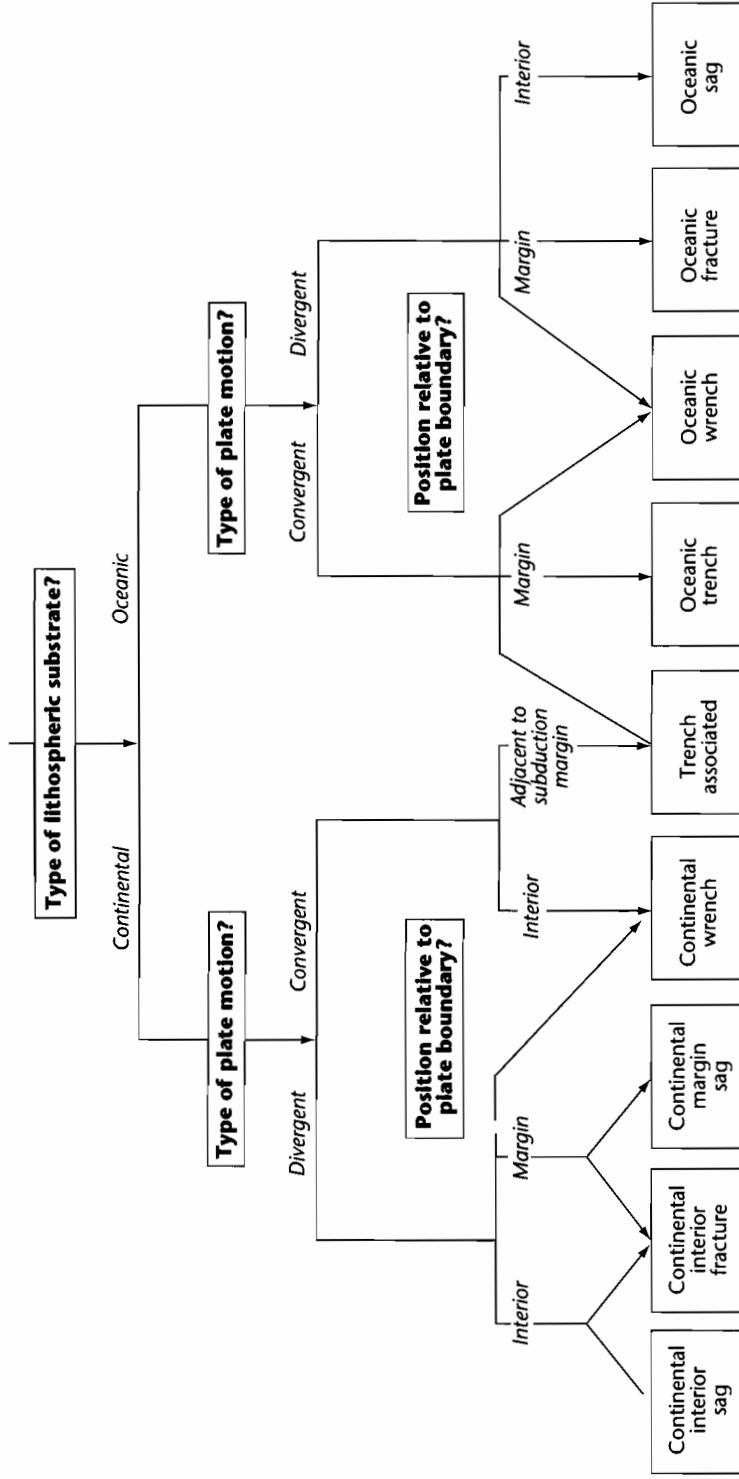 Type of lithospheric substrate?
Continental
Oceanic
Type of plate motion?
Type of plate motion?
Divergent
Convergent
Convergent
Divergent
Position relative to
plate boundary?
Position relative to
plate boundary?
Interior
Margin
Interior
Adjacent to
subduction
margin
Margin
Margin
Interior
Continental
interior
sag
Continental
interior
fracture
Continental
margin
sag
Continental
wrench
Trench
associated
Oceanic
trench
Oceanic
wrench
Oceanic
fracture
Oceanic
sag